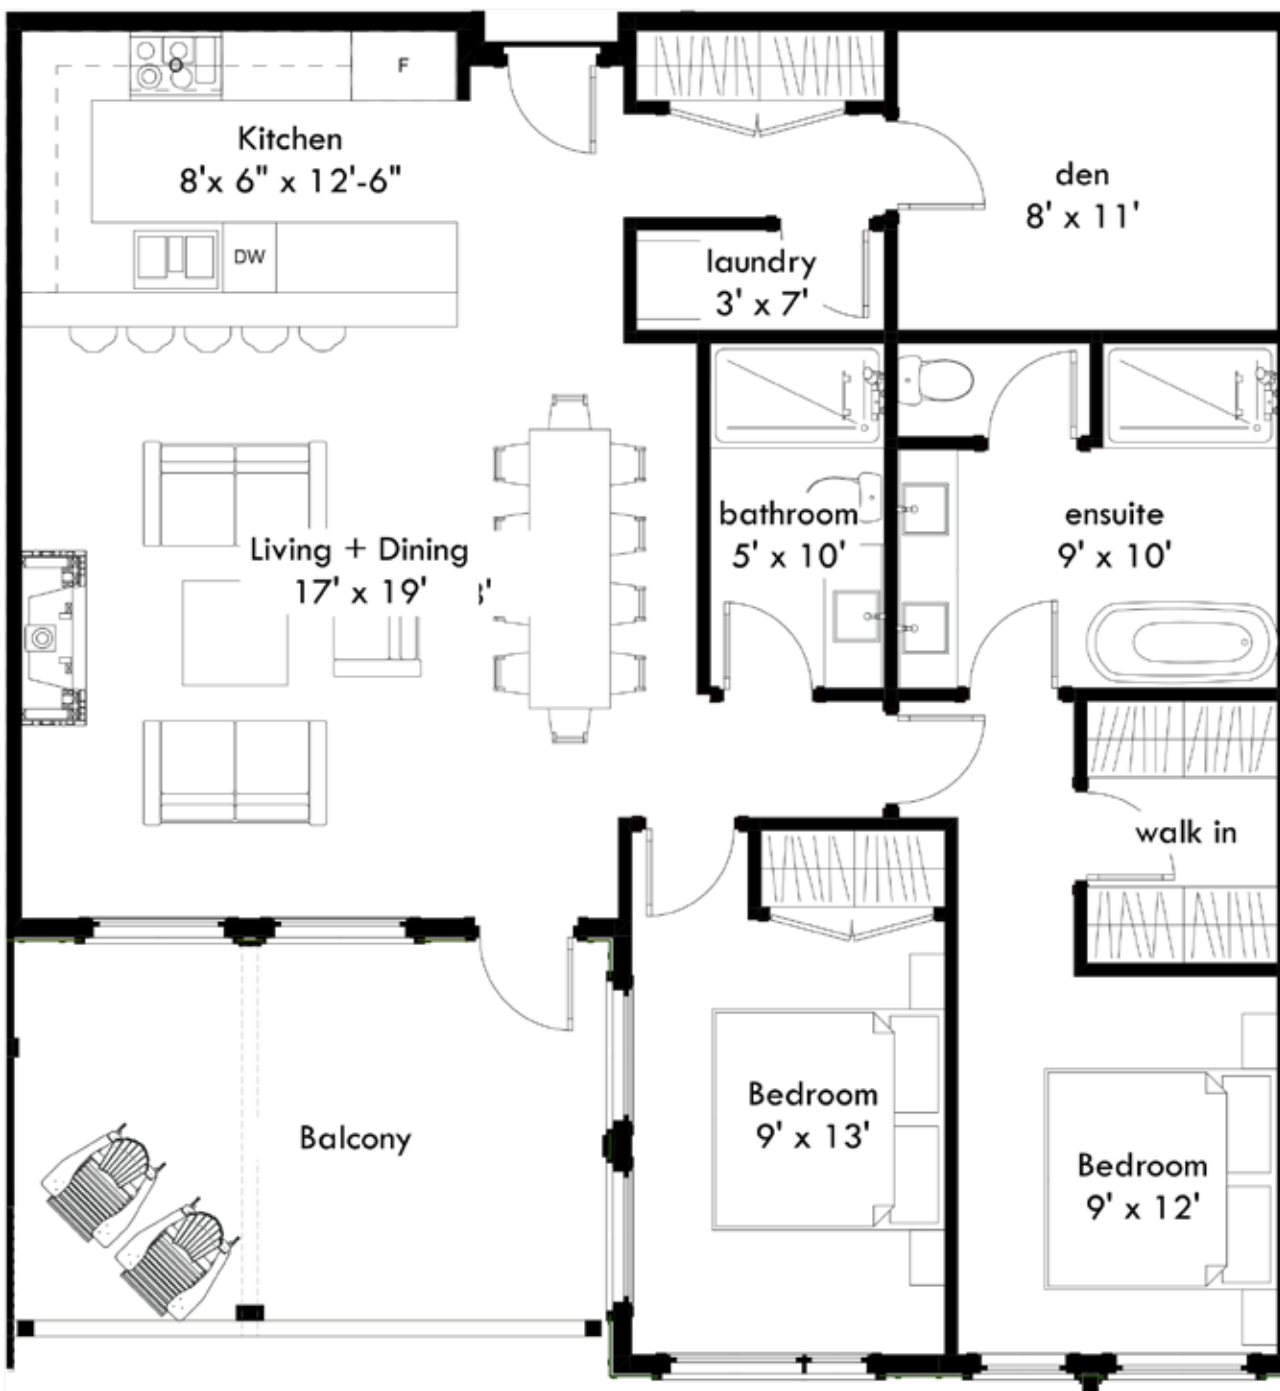 F
Kitchen
8'x 6" x 12'-6"
den
8' x 11'
DW
laundry
3' x 7'
bathroom
5' x 10'
ensuite
9' x 10'
Living + Dining
17' x 19'
3'
walk in
Bedroom
9' x 13'
Balcony
Bedroom
9' x 12'